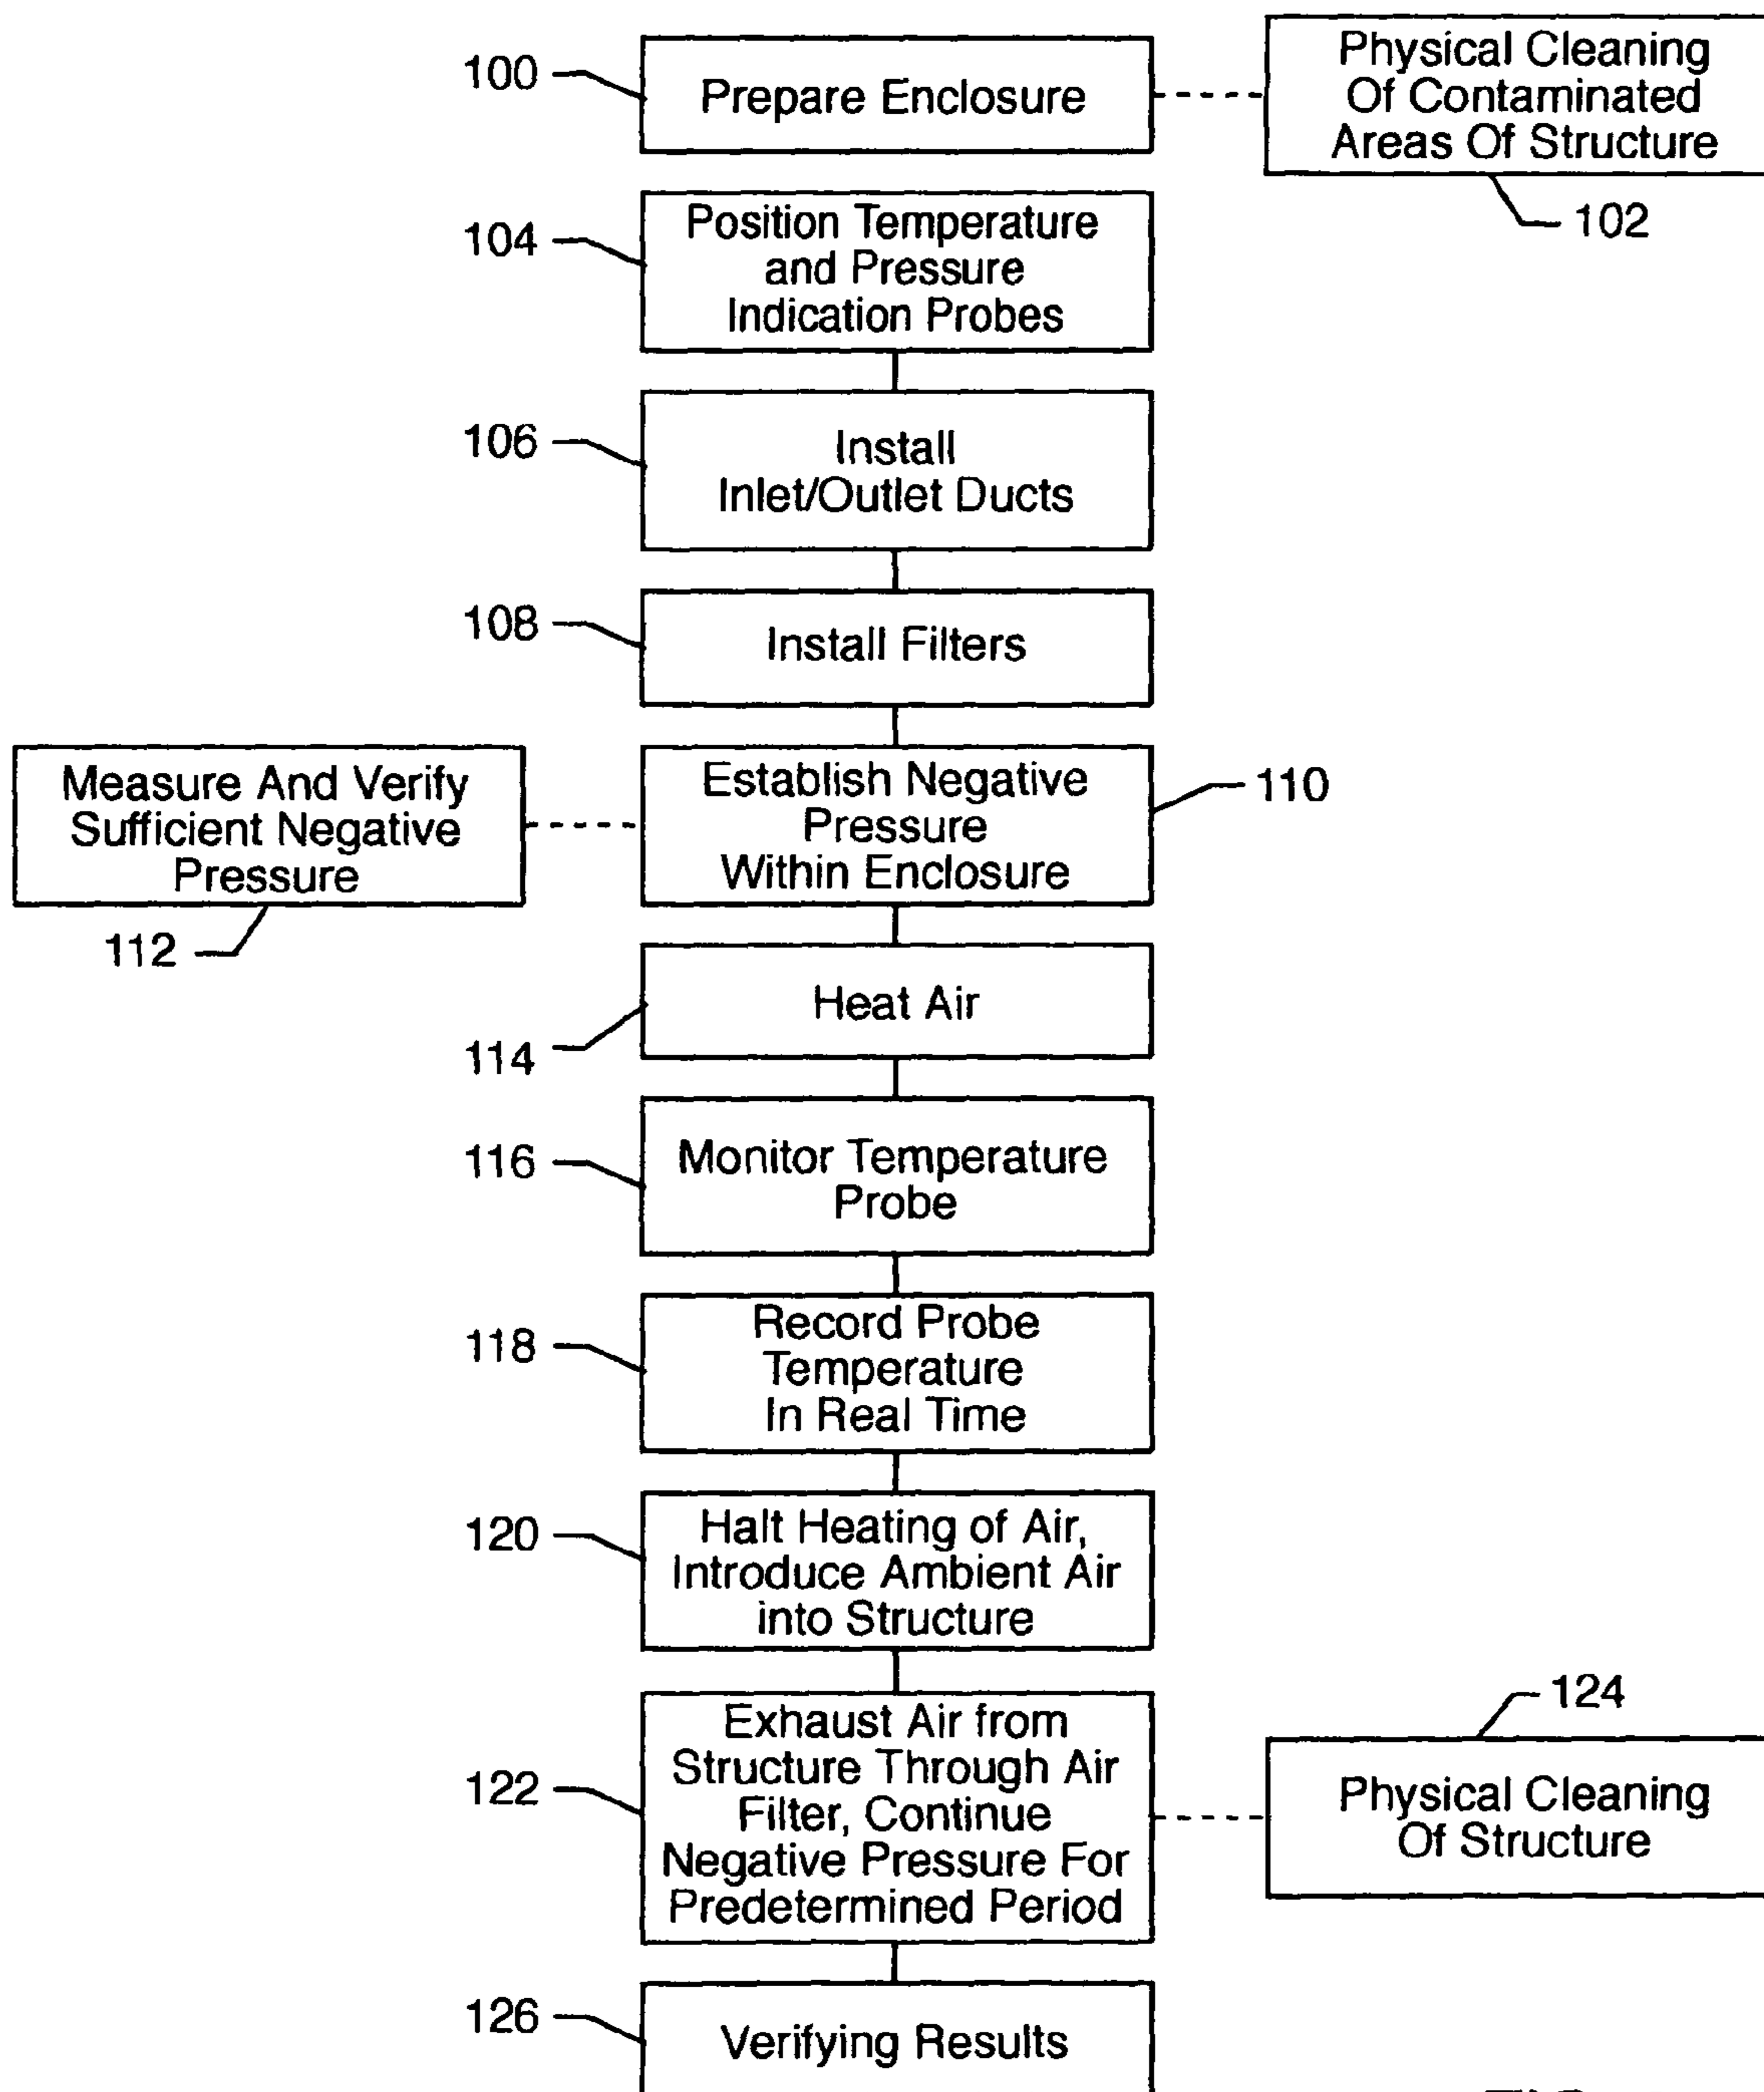 100
Prepare Enclosure
Physical Cleaning
Of Contaminated
Areas Of Structure
102
104
Position Temperature
and Pressure
Indication Probes
106
Install
Inlet/Outlet Ducts
108
Install Filters
Measure And Verify
Sufficient Negative
Pressure
112
Establish Negative
Pressure
Within Enclosure
110
Heat Air
114
116
Monitor Temperature
Probe
118
Record Probe
Temperature
In Real Time
120
Halt Heating of Air,
Introduce Ambient Air
into Structure
122
Exhaust Air from
Structure Through Air
Filter, Continue
Negative Pressure For
Predetermined Period
124
Physical Cleaning
Of Structure
126
Verifying Results